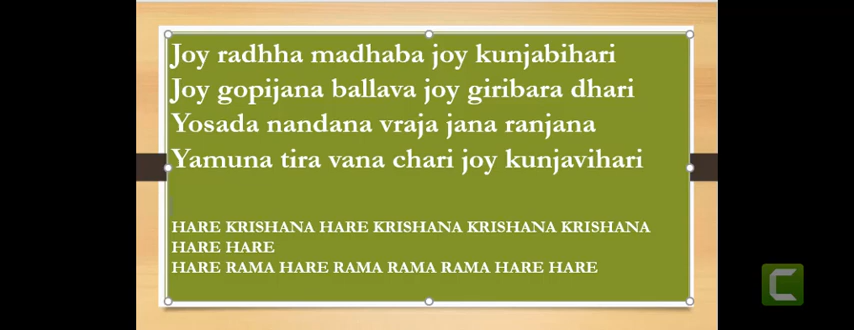 Joy radhha madhaba joy kunjabihari
Joy gopijana ballava joy giribara dhari
Yosada nandana vraja jana ranjana
Yamuna tira vana chari joy kunjavihari
HARE KRISHANA HARE KRISHANA KRISHANA KRISHANA
HARE HARE
HARE RAMA HARE RAMA RAMA RAMA HARE HARE